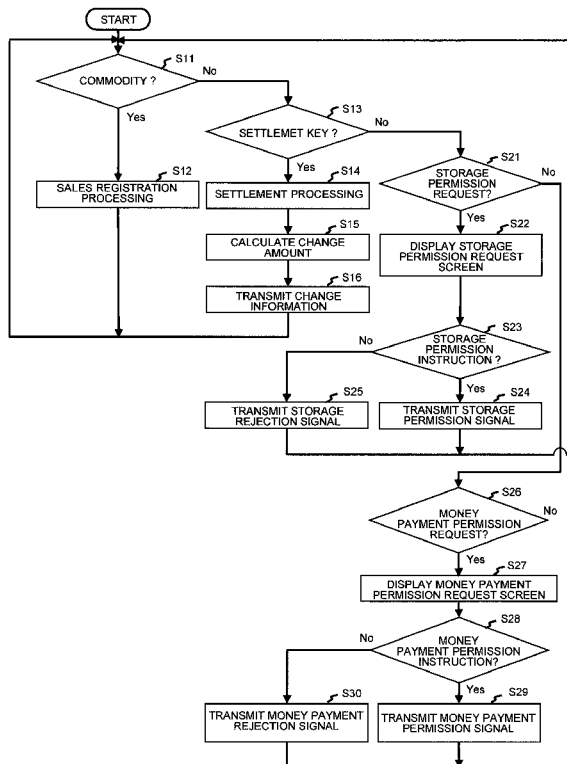 START
S11
COMMODITY ?
No
Yes
S13
SETTLEMET KEY ?
No
Yes
S12
SALES REGISTRATION
PROCESSING
S14
SETTLEMENT PROCESSING
S15
CALCULATE CHANGE
AMOUNT
S16
TRANSMIT CHANGE
INFORMATION
S21
STORAGE
PERMISSION
REQUEST?
No
Yes
S22
DISPLAY STORAGE
PERMISSION REQUEST
SCREEN
S23
STORAGE
PERMISSION
INSTRUCTION ?
No
Yes
S25
TRANSMIT STORAGE
REJECTION SIGNAL
S24
TRANSMIT STORAGE
PERMISSION SIGNAL
S26
MONEY
PAYMENT PERMISSION
REQUEST?
No
Yes
S27
DISPLAY MONEY PAYMENT
PERMISSION REQUEST SCREEN
S28
MONEY
PAYMENT PERMISSION
INSTRUCTION?
No
Yes
S30
TRANSMIT MONEY PAYMENT
REJECTION SIGNAL
S29
TRANSMIT MONEY PAYMENT
PERMISSION SIGNAL